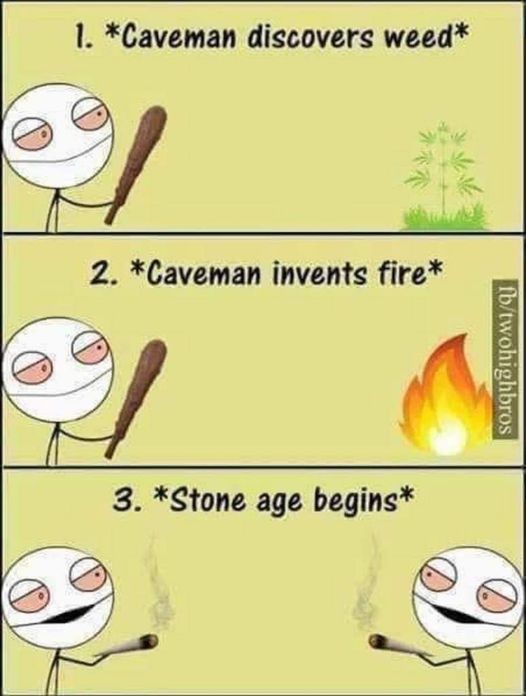 1. *Caveman discovers weed*
2. *Caveman invents fire*
fb/twohighbros
3. *Stone age begins*